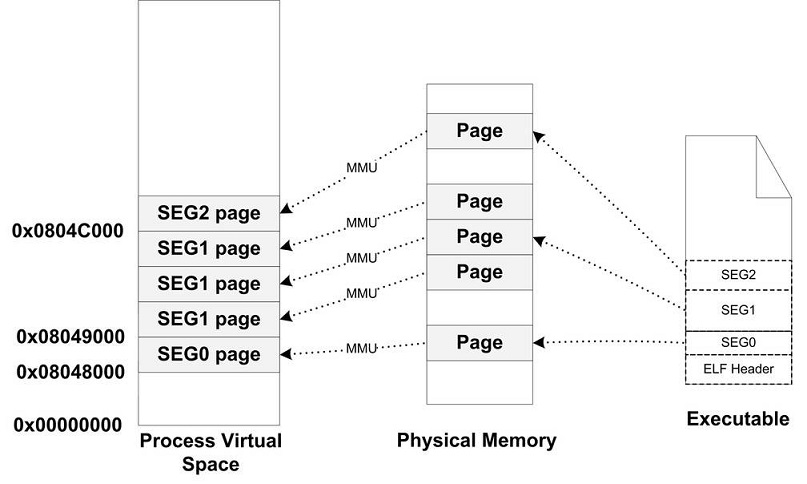 Page
MMU
SEG2 page
0x0804C000
MMU
Page
SEG1 page
MMU
Page
SEG1 page
MMU
Page
SEG1 page
0x08049000
SEG0 page
MMU
Page
0x08048000
0x00000000
Process Virtual
Space
Physical Memory
SEG2
SEG1
SEG0
ELF Header
Executable